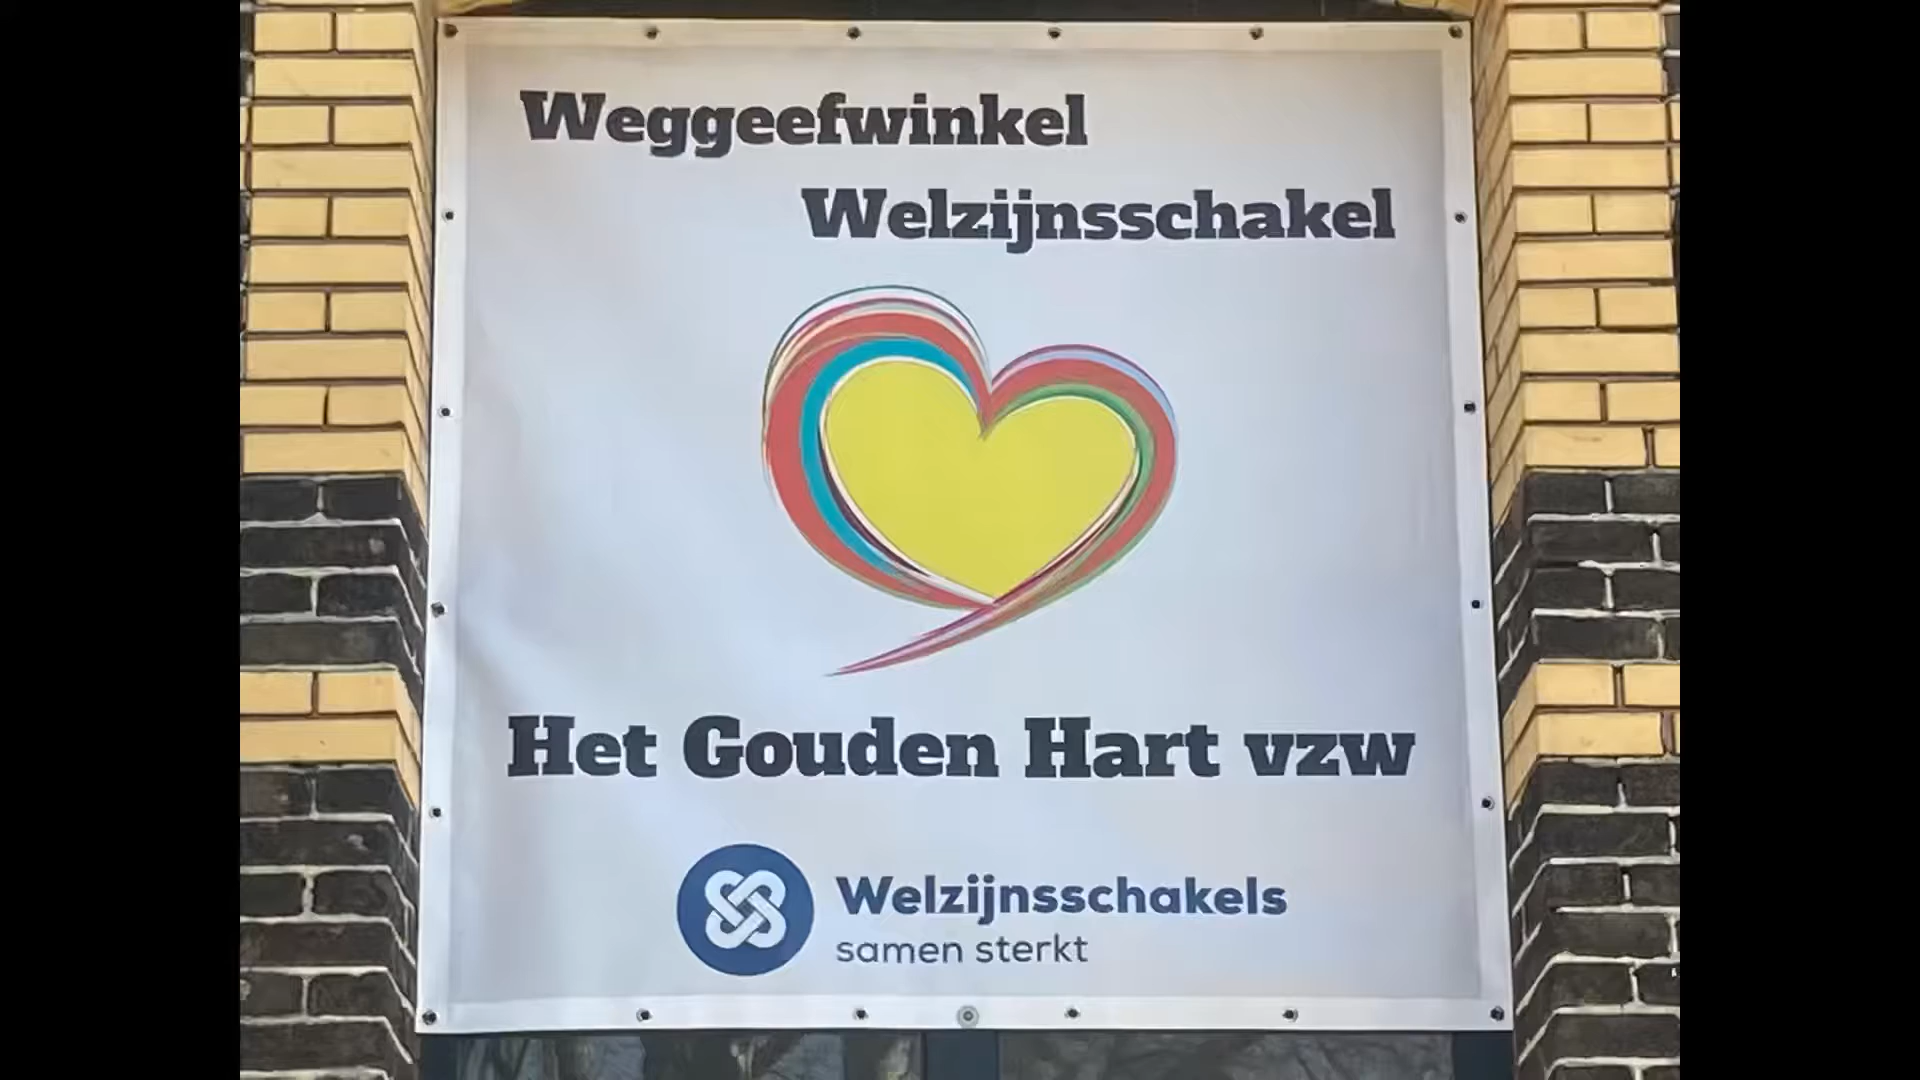 Weggeefwinkel
Welzijnsschakel
Het Gouden Hart vzw
Welzijnsschakels
samen sterkt